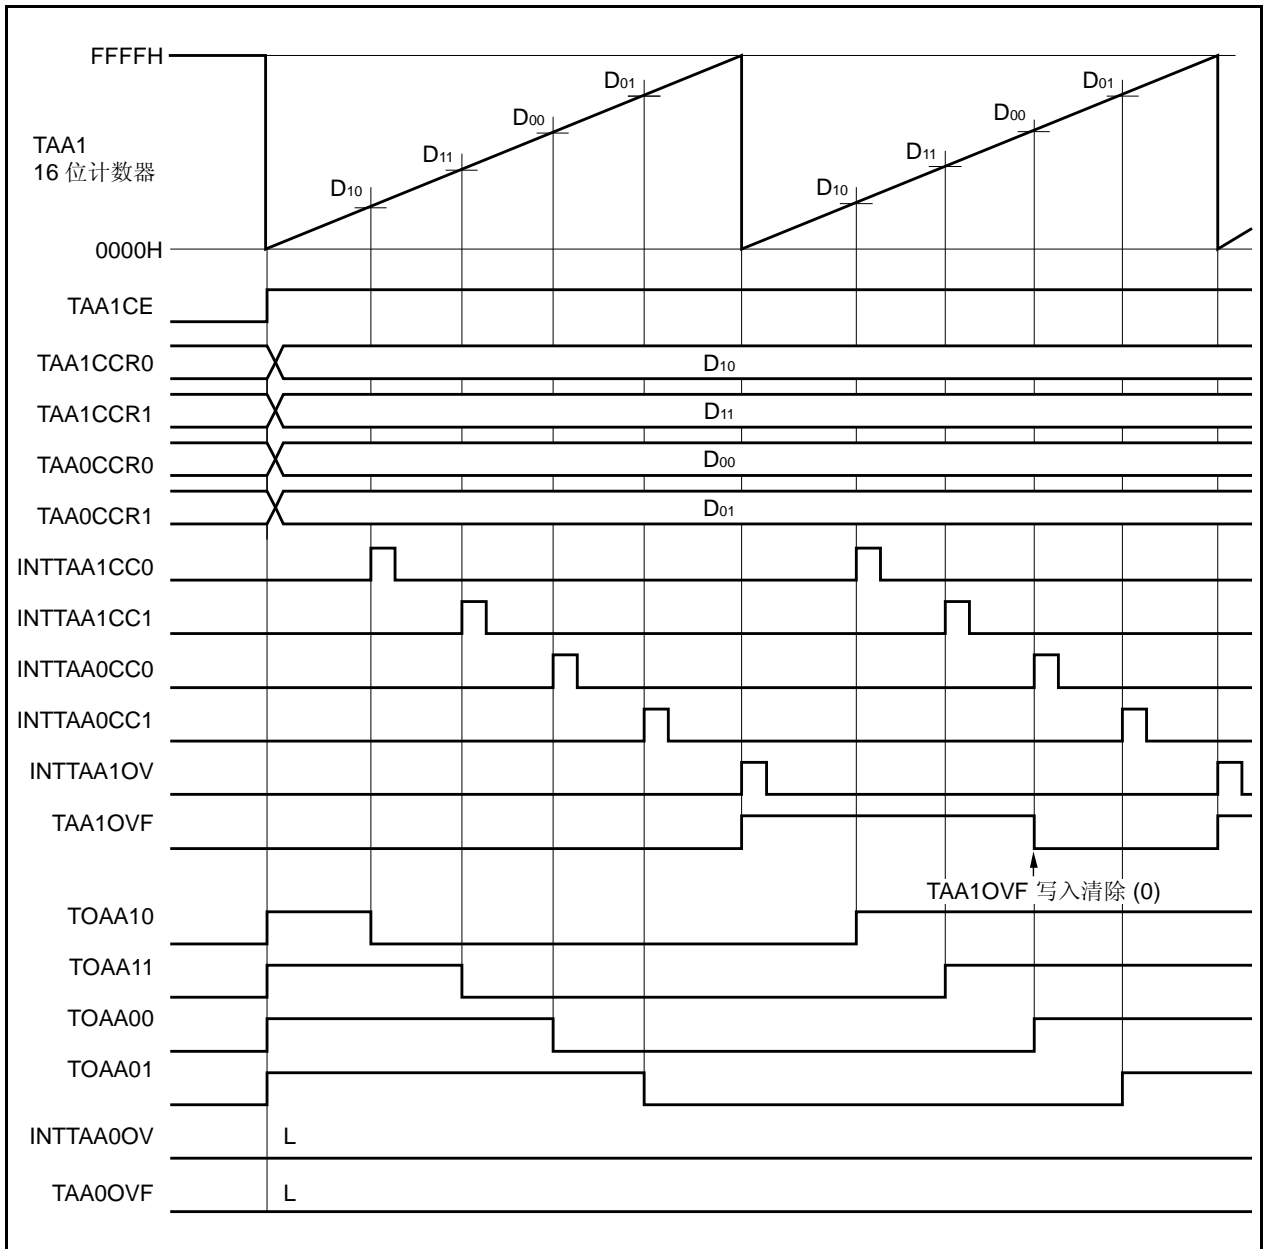 FFFFH
D01
D01
D00
D00
TAA1
16 位计数器
D11
D11
D10
D10
0000H
TAA1CE
TAA1CCR0
D10
TAA1CCR1
D11
TAA0CCR0
D00
TAA0CCR1
D01
INTTAA1CC0
INTTAA1CC1
INTTAA0CC0
INTTAA0CC1
INTTAA1OV
TAA1OVF
TAA1OVF 写入清除 (0)
TOAA10
TOAA11
TOAA00
TOAA01
INTTAA0OV
L
TAA0OVF
L